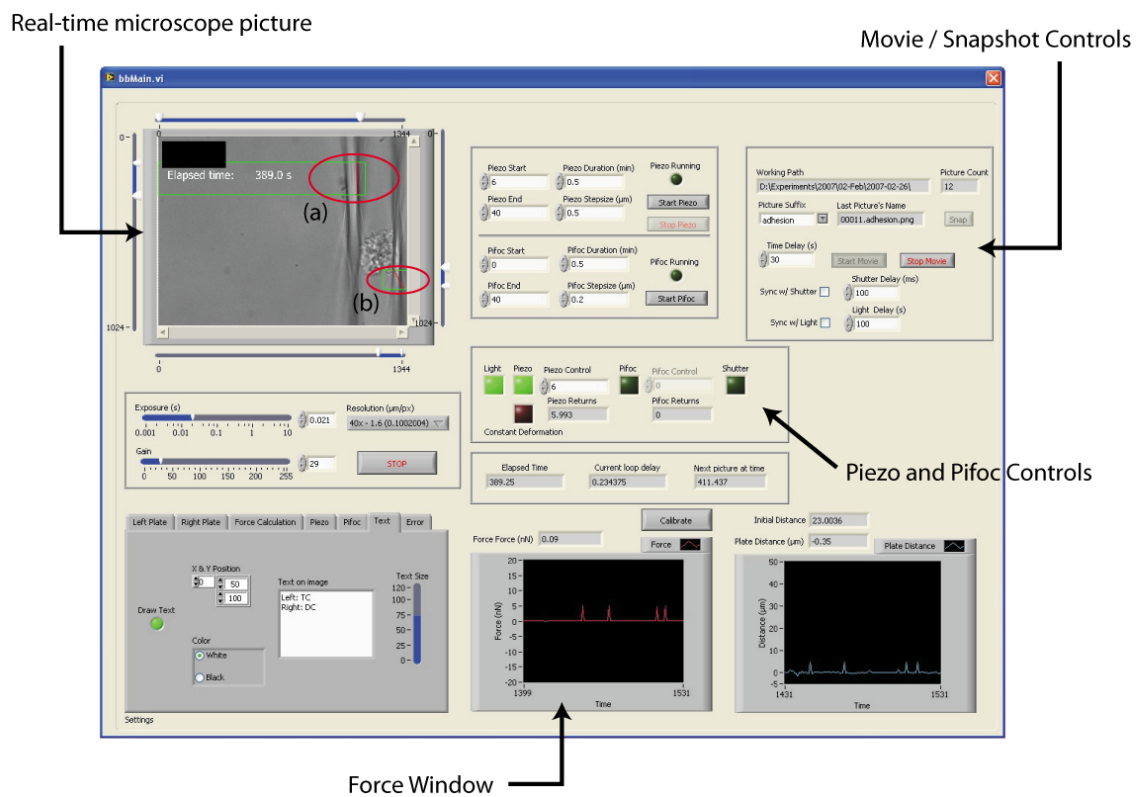 Real-time microscope picture
Movie / Snapshot Controls
bbMain.vi
0 1344 0
0
Elapsed time: 389.0 s
(a)
(b)
1024
1024
0 1344
Piezo Start Piezo Duration (min) Piezo Running
6 0.5
Start Piezo
Piezo End Piezo Stepsize (µm)
40 0.5
Stop Piezo
Pifoc Start Pifoc Duration (min)
0 0.5
Pifoc Running
Pifoc End Pifoc Stepsize (µm)
40 0.2
Start Pifoc
Working Path Picture Count
D:\Experiments\2007\02-Feb\2007-02-26\ 12
Picture Suffix Last Picture's Name
adhesion 00011.adhesion.png Snap
Time Delay (s)
30 Start Movie Stop Movie
Shutter Delay (ms)
Sync w/ Shutter 100
Light Delay (s)
Sync w/ Light 100
Light Piezo Piezo Control Pifoc Pifoc Control Shutter
6 0
Piezo Returns Pifoc Returns
5.993 0
Constant Deformation
Piezo and Pifoc Controls
Exposure (s) Resolution (µm/px)
0.021 40x - 1.6 (0.1002004)
0.001 0.01 0.1 1 10
Gain
29 STOP
0 50 100 150 200 255
Elapsed Time Current loop delay Next picture at time
389.25 0.234375 411.437
Left Plate Right Plate Force Calculation Piezo Pifoc Text Error
X & Y Position
0 50
100
Draw Text
Color
White
Black
Text on image
Left: TC
Right: DC
Text Size
120
100
75
50
25
0
Settings
Calibrate
Force Force (nN) 0.09 Force
20
15
10
5
0
-5
-10
-15
-20
Force (nN)
1399 1531
Time
Initial Distance 23.0036
Plate Distance (µm) -0.35 Plate Distance
50
40
30
20
10
0
-5
Distance (µm)
1431 1531
Time
Force Window